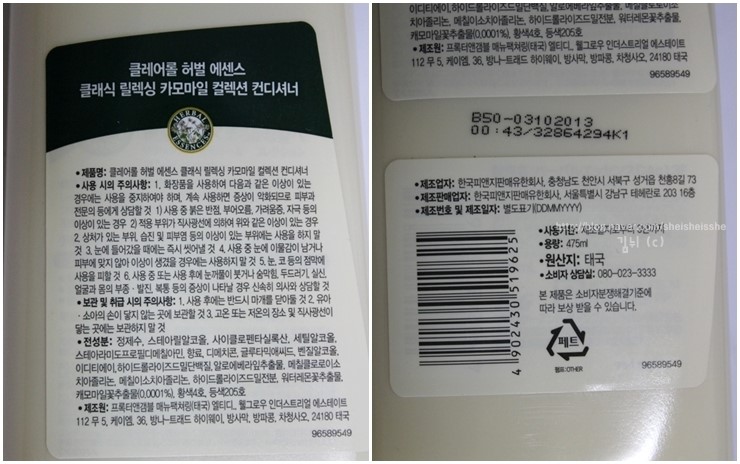 클레어롤 허벌 에센스
클래식 릴렉싱 카모마일 컬렉션 컨디셔너
HERBAL
ESSENCES
• 제품명: 클레어롤 허벌 에센스 클래식 릴렉싱 카모마일 컬렉션 컨디셔너
• 사용 시의 주의사항: 1. 화장품을 사용하여 다음과 같은 이상이 있는
경우에는 사용을 중지하여야 하며, 계속 사용하면 증상이 악화되므로 피부과
전문의 등에게 상담할 것 1) 사용 중 붉은 반점, 부어오름, 가려움증, 자극 등의
이상이 있는 경우 2) 적용 부위가 직사광선에 의하여 위와 같은 이상이 있는 경우
2. 상처가 있는 부위, 습진 및 피부염 등의 이상이 있는 부위에는 사용을 하지 말
것 3. 눈에 들어갔을 때에는 즉시 씻어낼 것 4. 사용 중 눈에 이물감이 남거나
피부에 맞지 않아 이상이 생겼을 경우에는 사용하지 말 것 5. 눈, 코 등의 점막에
사용을 피할 것 6. 사용 중 또는 사용 후에 눈꺼풀이 붓거나 숨막힘, 두드러기, 실신,
얼굴과 몸의 부종·발진, 복통 등의 증상이 나타날 경우 신속히 의사와 상담할 것
• 보관 및 취급 시의 주의사항: 1. 사용 후에는 반드시 마개를 닫아둘 것 2. 유아
·소아의 손이 닿지 않는 곳에 보관할 것 3. 고온 또는 저온의 장소 및 직사광선이
닿는 곳에는 보관하지 말 것
• 전성분: 정제수, 스테아릴알코올, 사이클로펜타실록산, 세틸알코올,
스테아라미도프로필디메칠아민, 향료, 디메치콘, 글루타믹애씨드, 벤질알코올,
이디티에이, 하이드롤라이즈드밀단백질, 알로에베라잎추출물, 메칠클로로이소
치아졸리논, 메칠이소치아졸리논, 하이드롤라이즈드밀전분, 워터레몬꽃추출물,
캐모마일꽃추출물(0.0001%), 황색4호, 등색205호
• 제조원: 프록터앤갬블 매뉴팩쳐링(태국) 엘티디., 웰그로우 인더스트리얼 에스테이트
112 무 5, 케이엠. 36, 방나-트래드 하이웨이, 방사막, 방파콩, 차청사오, 24180 태국
96589549
이디티에이, 하이드롤라이즈드밀단백질, 알로에베라잎추출물, 메칠클로로이소
치아졸리논, 메칠이소치아졸리논, 하이드롤라이즈드밀전분, 워터레몬꽃추출물,
캐모마일꽃추출물(0.0001%), 황색4호, 등색205호
• 제조원: 프록터앤갬블 매뉴팩쳐링(태국) 엘티디., 웰그로우 인더스트리얼 에스테이트
112 무 5, 케이엠. 36, 방나-트래드 하이웨이, 방사막, 방파콩, 차청사오, 24180 태국
96589549
B50-03102013
00:43/32864294K1
• 제조업자: 한국피앤지판매유한회사, 충청남도 천안시 서북구 성거읍 천흥8길 73
• 제조판매업자: 한국피앤지판매유한회사, 서울특별시 강남구 테헤란로 203 16층
• 제조번호 및 제조일자: 별도표기(DDMMYYYY)
• 사용기한:
• 용량: 475ml
• 원산지: 태국
• 소비자 상담실: 080-023-3333
본 제품은 소비자분쟁해결기준에
따라 보상 받을 수 있습니다.
페트
펌프:OTHER
4 902430 519625
96589549